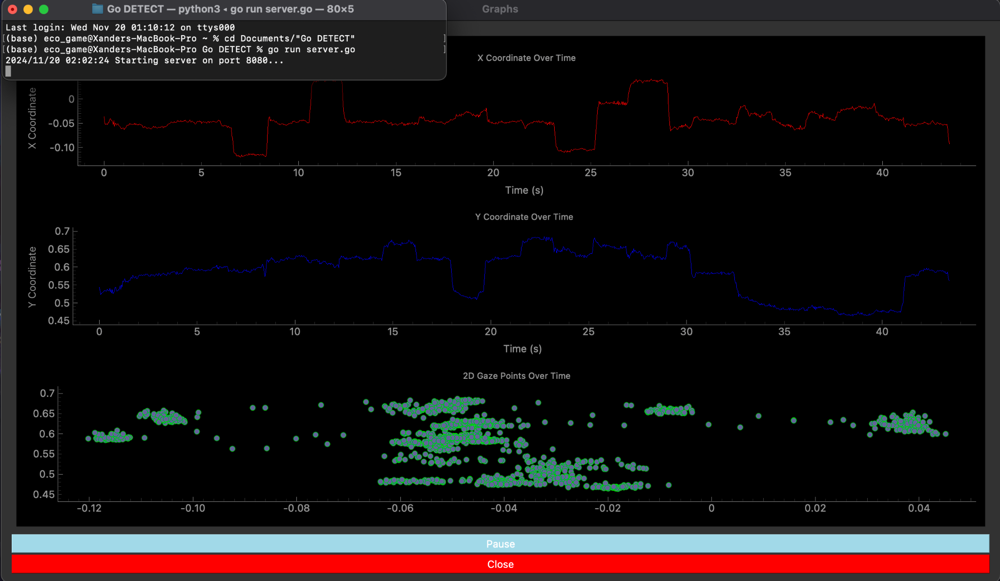 Go DETECT — python3 ◂ go run server.go — 80×5
Graphs
Last login: Wed Nov 20 01:10:12 on ttys000
[(base) eco_game@Xanders-MacBook-Pro ~ % cd Documents/"Go DETECT" ]
[(base) eco_game@Xanders-MacBook-Pro Go DETECT % go run server.go ]
2024/11/20 02:02:24 Starting server on port 8080...
X Coordinate Over Time
X Coordinate
0
-0.05
-0.10
0 5 10 15 20 25 30 35 40
Time (s)
Y Coordinate Over Time
Y Coordinate
0.7
0.65
0.6
0.55
0.5
0.45
0 5 10 15 20 25 30 35 40
Time (s)
2D Gaze Points Over Time
0.7
0.65
0.6
0.55
0.5
0.45
-0.12 -0.10 -0.08 -0.06 -0.04 -0.02 0 0.02 0.04
Pause
Close